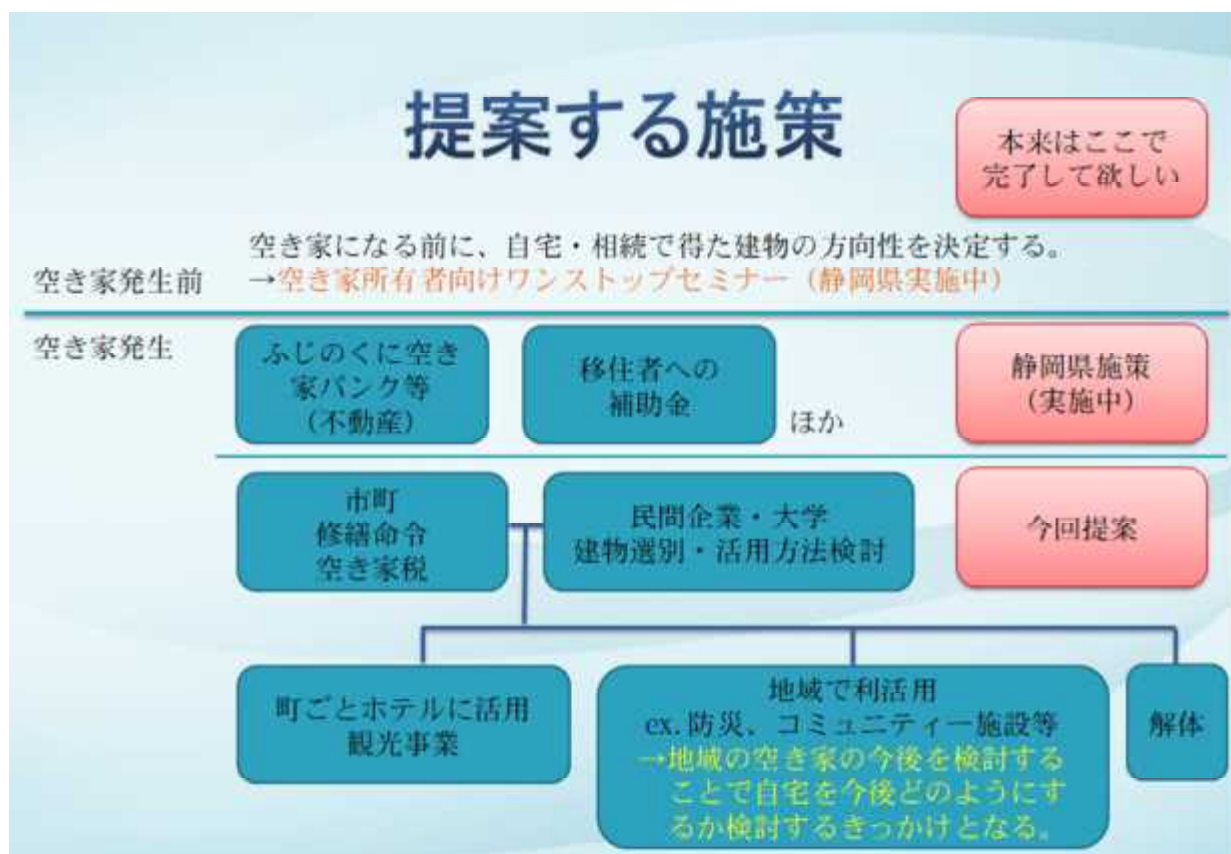 提案する施策
本来はここで
完了して欲しい
空き家になる前に、自宅・相続で得た建物の方向性を決定する。
空き家発生前
→空き家所有者向けワンストップセミナー（静岡県実施中）
空き家発生
ふじのくに空き
家バンク等
（不動産）
移住者への
補助金
ほか
静岡県施策
（実施中）
市町
修繕命令
空き家税
民間企業・大学
建物選別・活用方法検討
今回提案
町ごとホテルに活用
観光事業
地域で利活用
ex.防災、コミュニティー施設等
→地域の空き家の今後を検討する
ことで自宅を今後どのようにす
るか検討するきっかけとなる。
解体